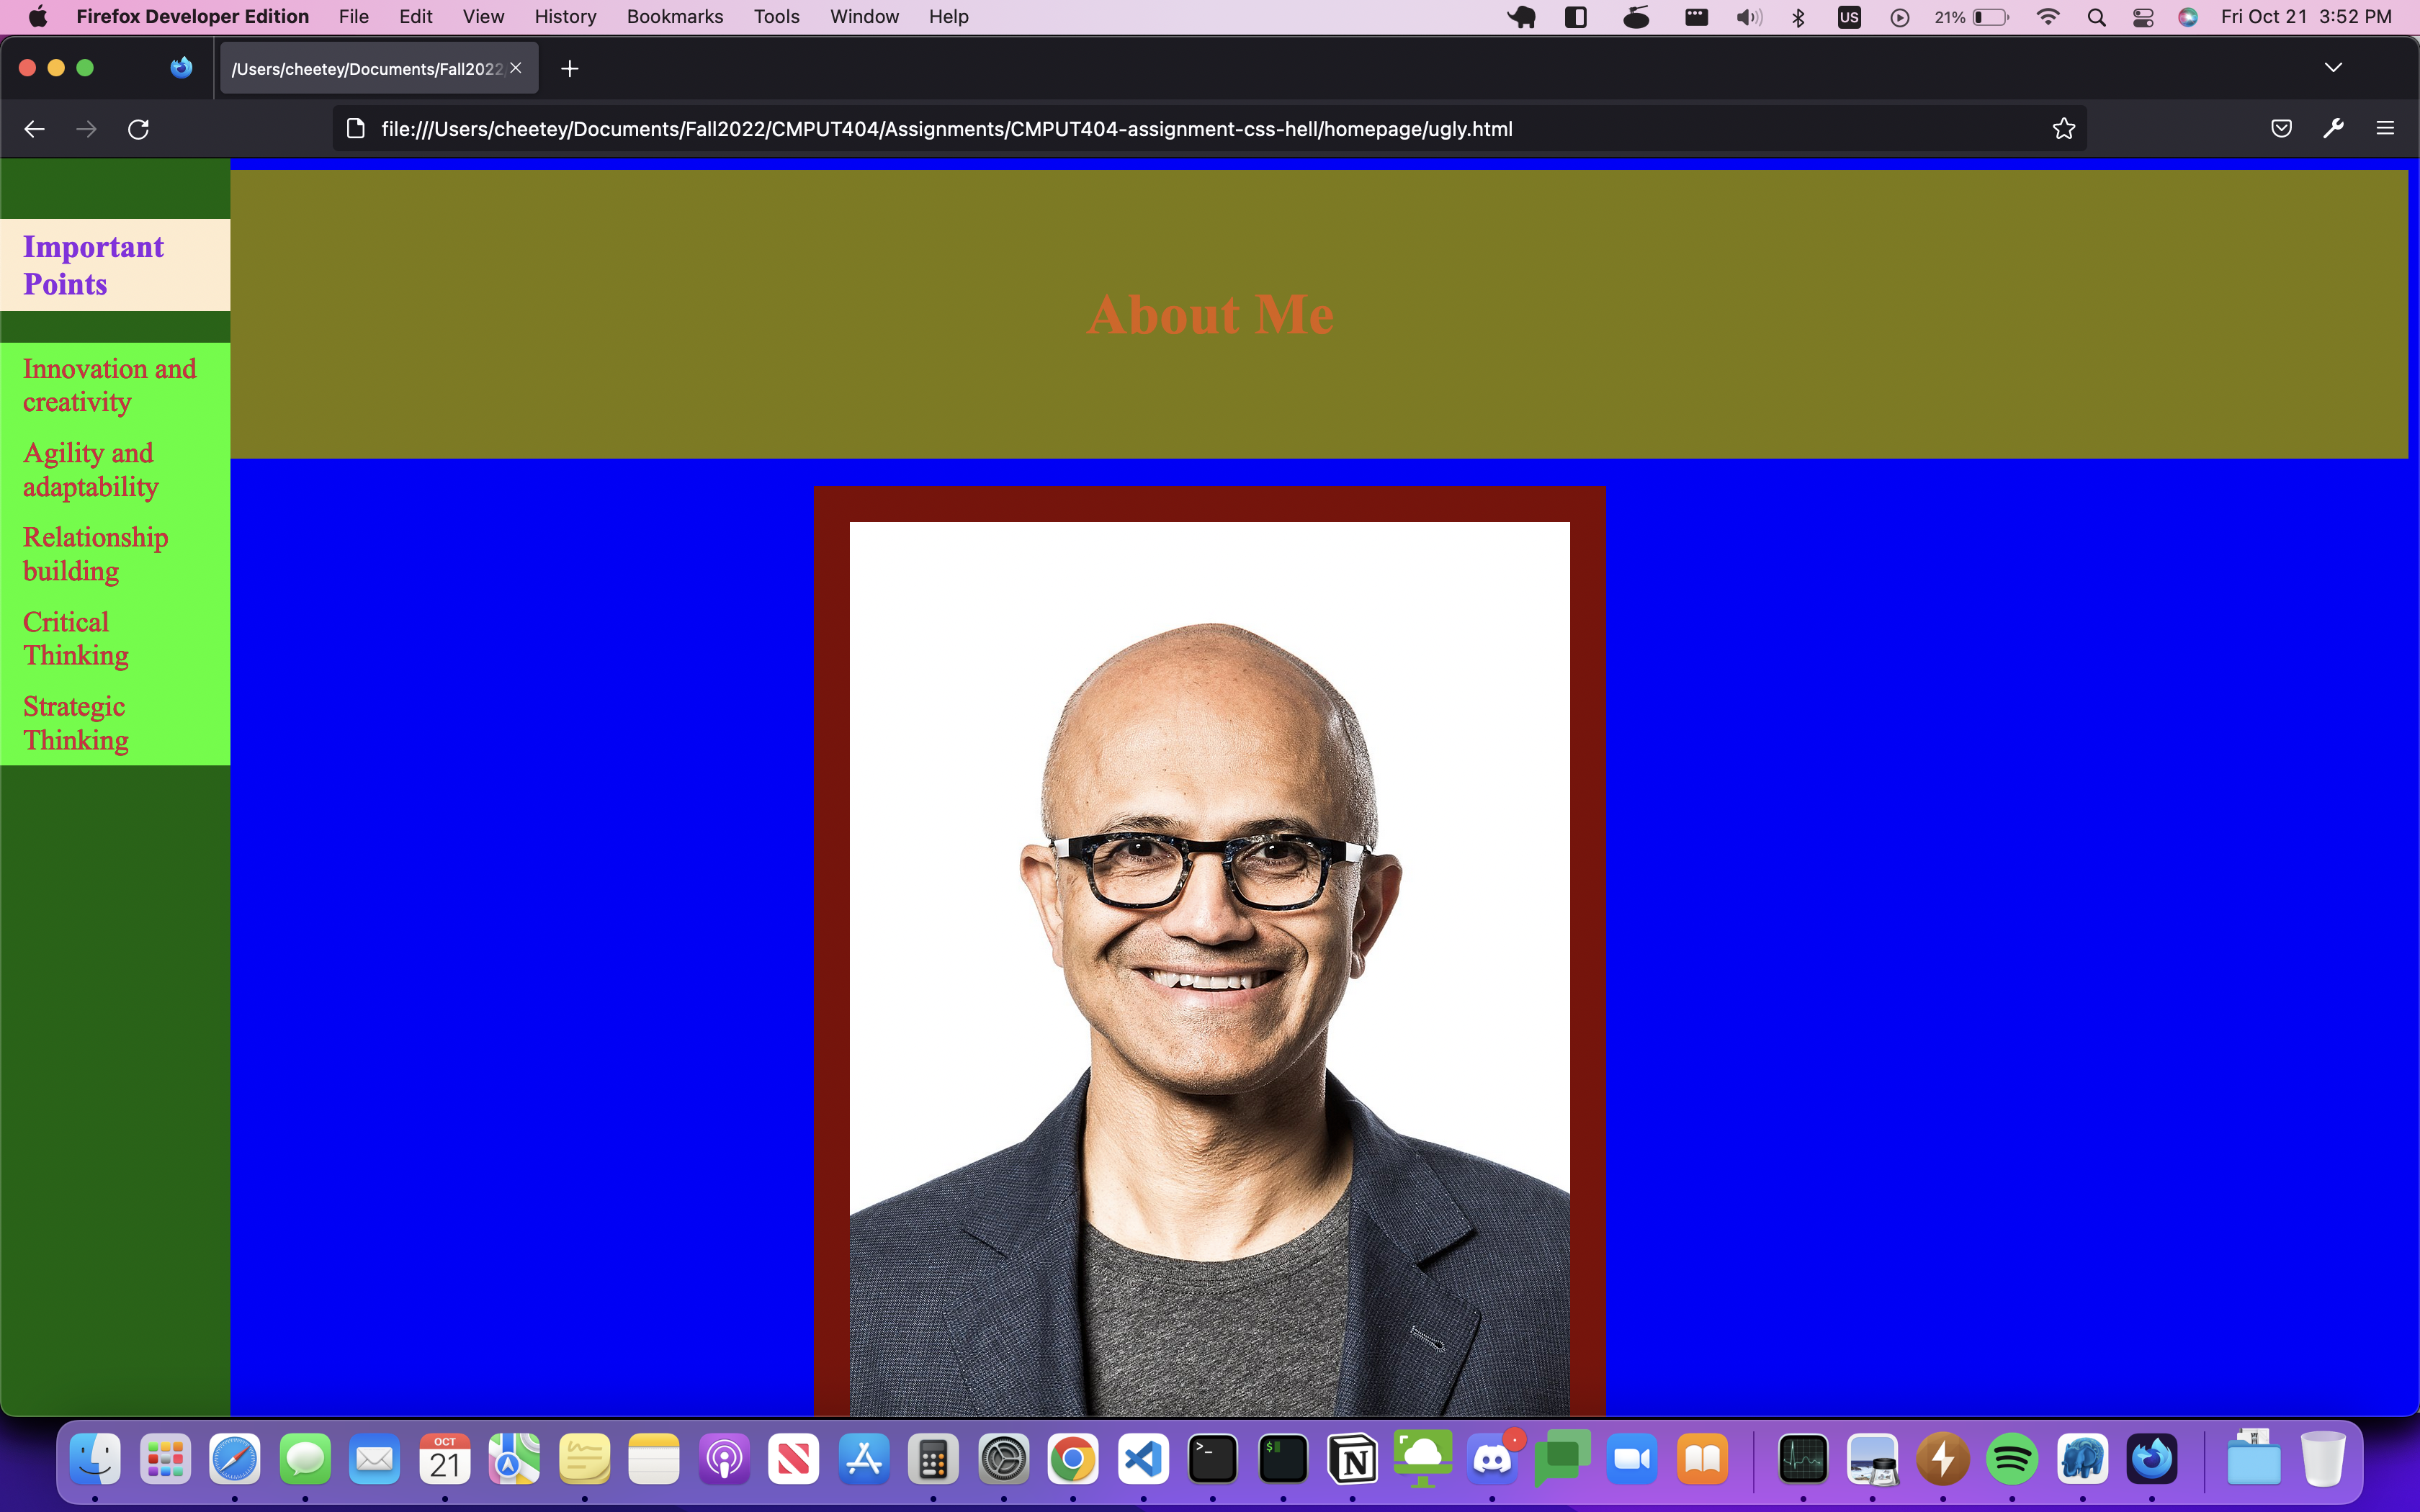 Firefox Developer Edition File Edit View History Bookmarks Tools Window Help US 21% Fri Oct 21 3:52 PM
/Users/cheetey/Documents/Fall2022
file:///Users/cheetey/Documents/Fall2022/CMPUT404/Assignments/CMPUT404-assignment-css-hell/homepage/ugly.html
Important
Points
About Me
Innovation and
creativity
Agility and
adaptability
Relationship
building
Critical
Thinking
Strategic
Thinking
OCT
21